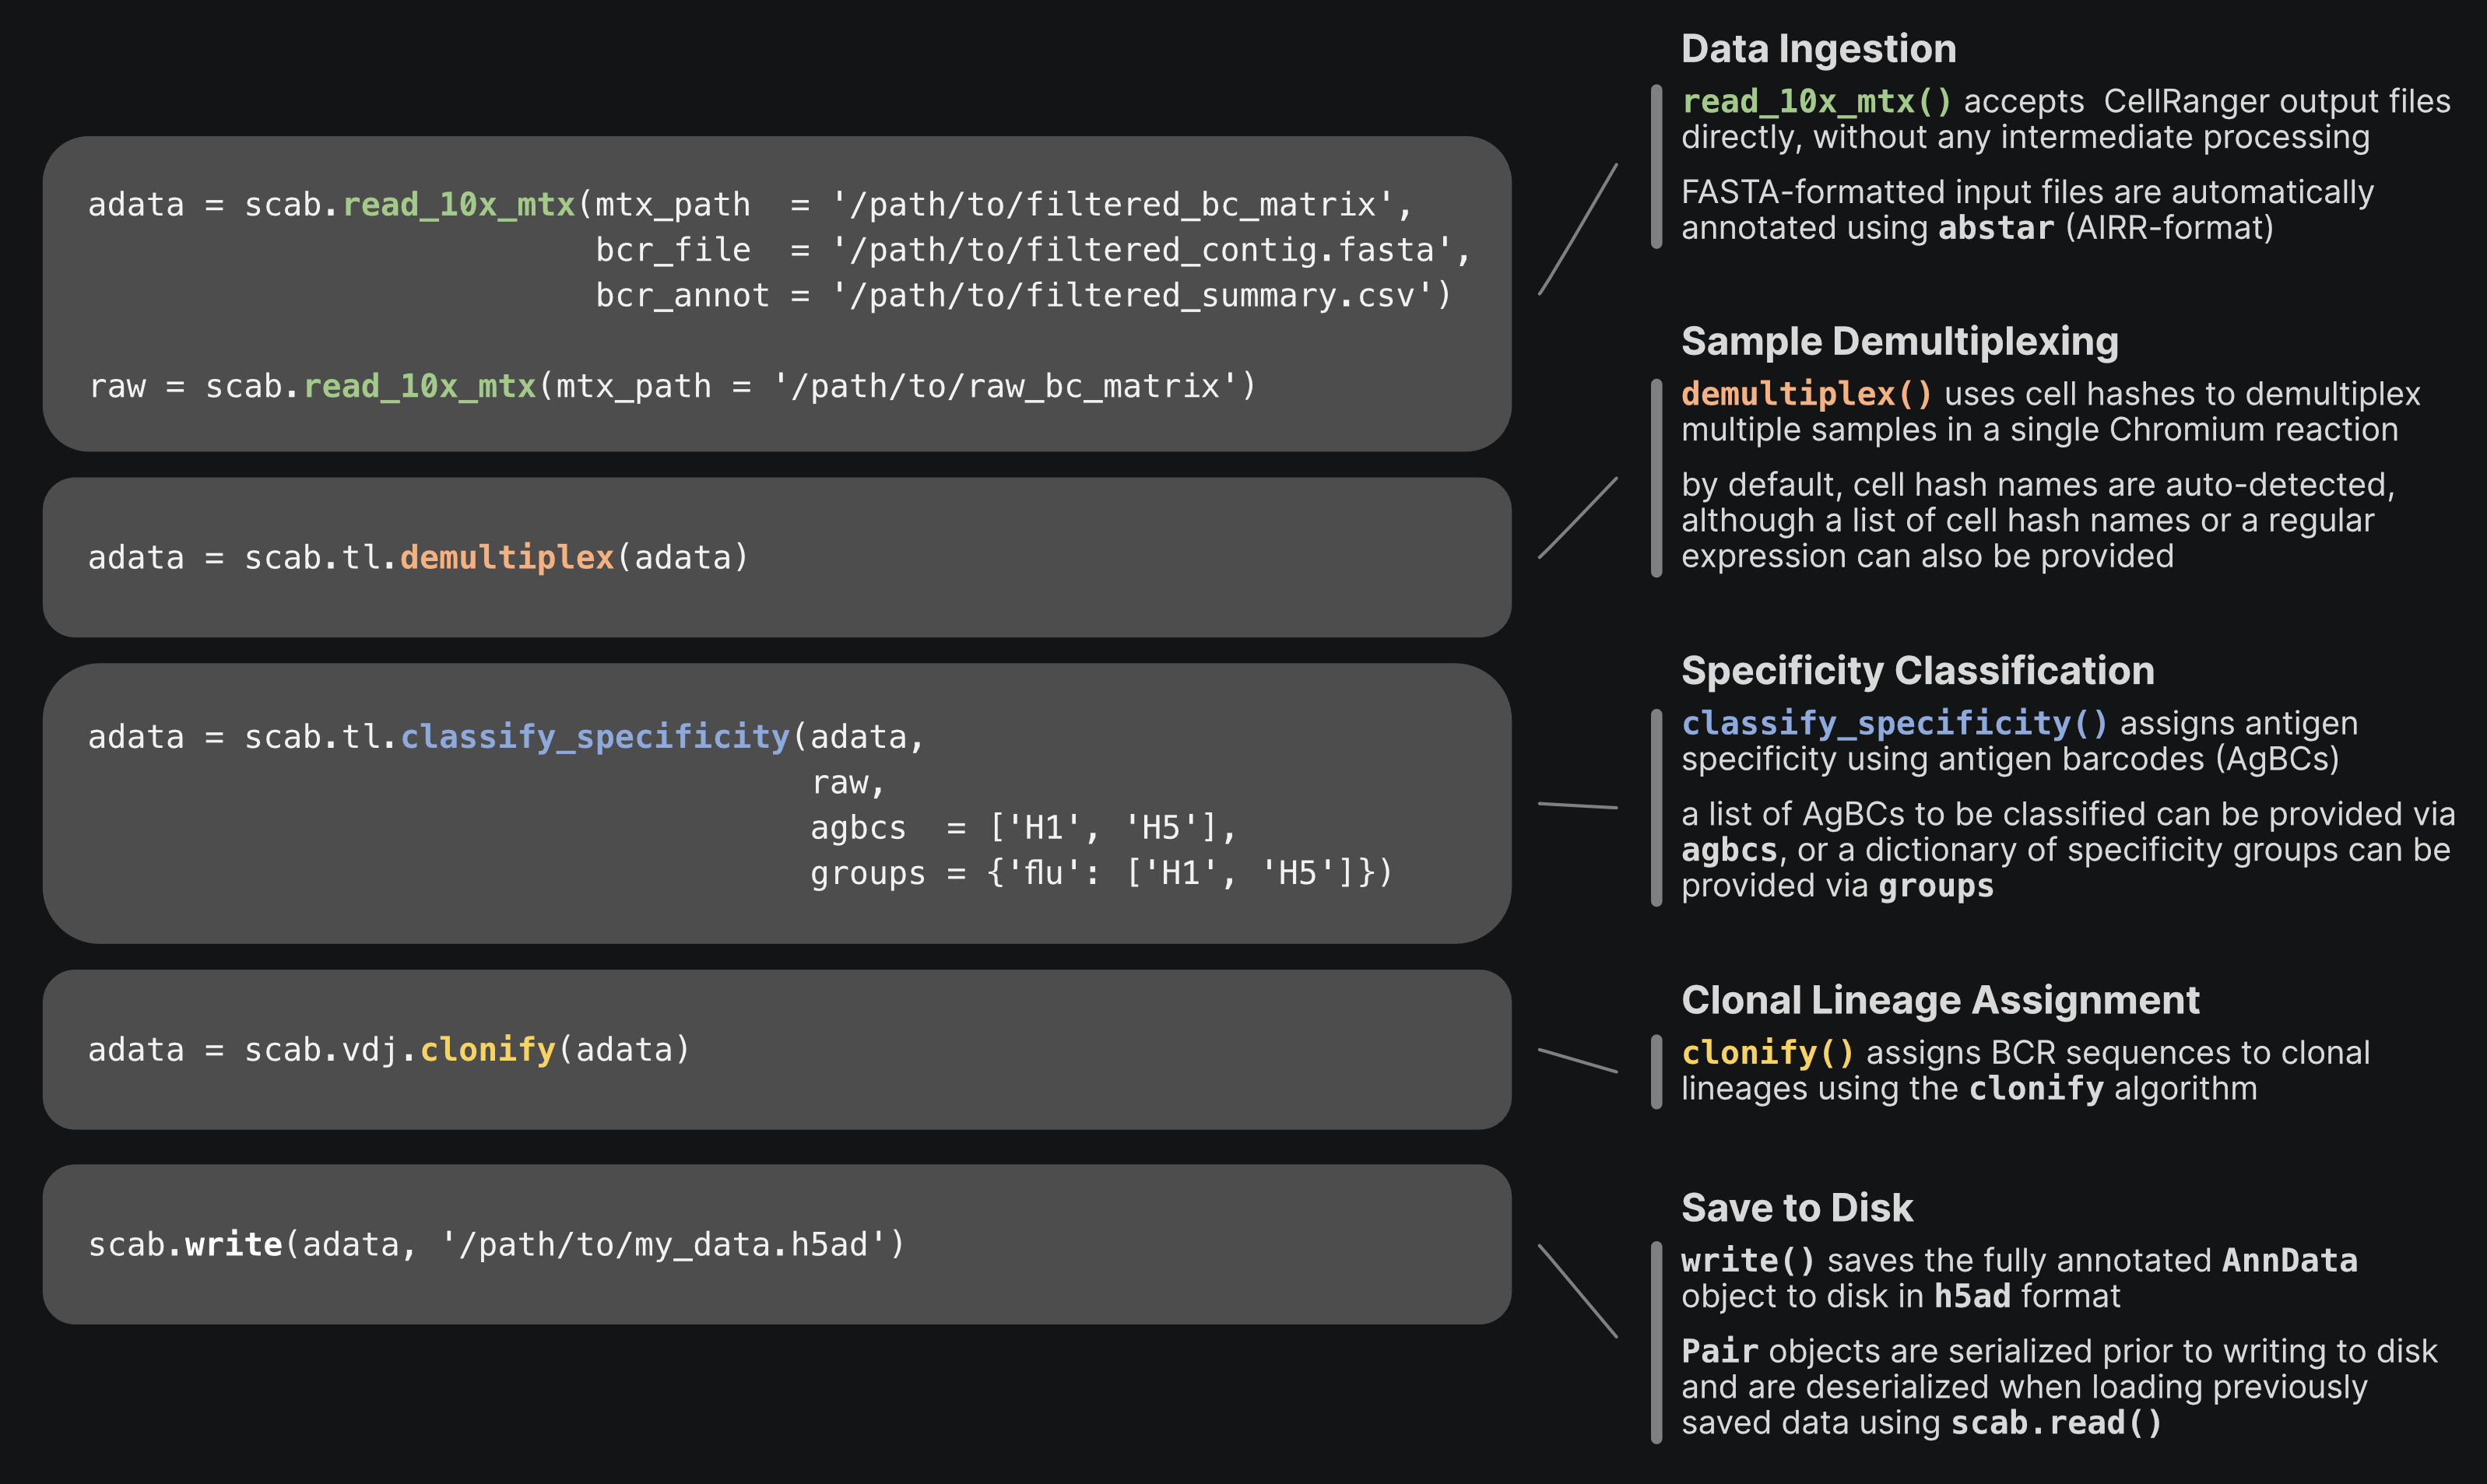 adata = scab.read_10x_mtx(mtx_path  = '/path/to/filtered_bc_matrix',
                          bcr_file  = '/path/to/filtered_contig.fasta',
                          bcr_annot = '/path/to/filtered_summary.csv')
raw = scab.read_10x_mtx(mtx_path = '/path/to/raw_bc_matrix')
adata = scab.tl.demultiplex(adata)
adata = scab.tl.classify_specificity(adata,
                                     raw,
                                     agbcs  = ['H1', 'H5'],
                                     groups = {'flu': ['H1', 'H5']})
adata = scab.vdj.clonify(adata)
scab.write(adata, '/path/to/my_data.h5ad')
Data Ingestion
read_10x_mtx() accepts  CellRanger output files
directly, without any intermediate processing
FASTA-formatted input files are automatically
annotated using abstar (AIRR-format)
Sample Demultiplexing
demultiplex() uses cell hashes to demultiplex
multiple samples in a single Chromium reaction
by default, cell hash names are auto-detected,
although a list of cell hash names or a regular
expression can also be provided
Specificity Classification
classify_specificity() assigns antigen
specificity using antigen barcodes (AgBCs)
a list of AgBCs to be classified can be provided via
agbcs, or a dictionary of specificity groups can be
provided via groups
Clonal Lineage Assignment
clonify() assigns BCR sequences to clonal
lineages using the clonify algorithm
Save to Disk
write() saves the fully annotated AnnData
object to disk in h5ad format
Pair objects are serialized prior to writing to disk
and are deserialized when loading previously
saved data using scab.read()